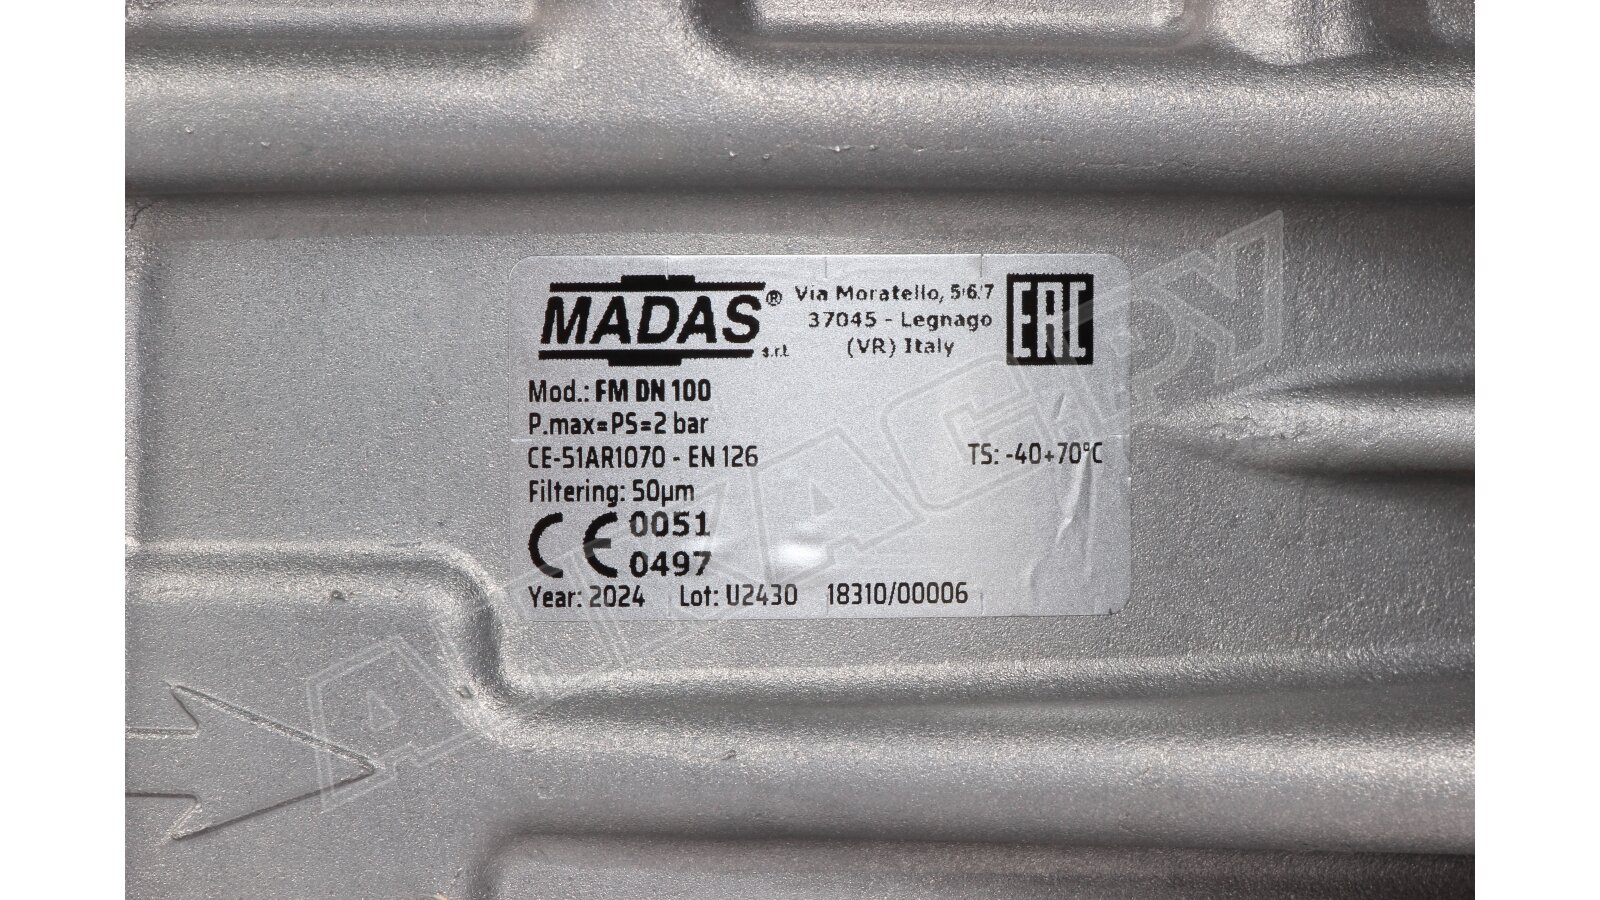 MADAS®
s.r.l.
Via Moratello, 5/6/7
37045 - Legnago
(VR) Italy
EAC
Mod.: FM DN 100
P.max=PS=2 bar
CE-51AR1070 - EN 126
TS: -40+70°C
Filtering: 50µm
CE 0051
0497
Year: 2024 Lot: U2430 18310/00006